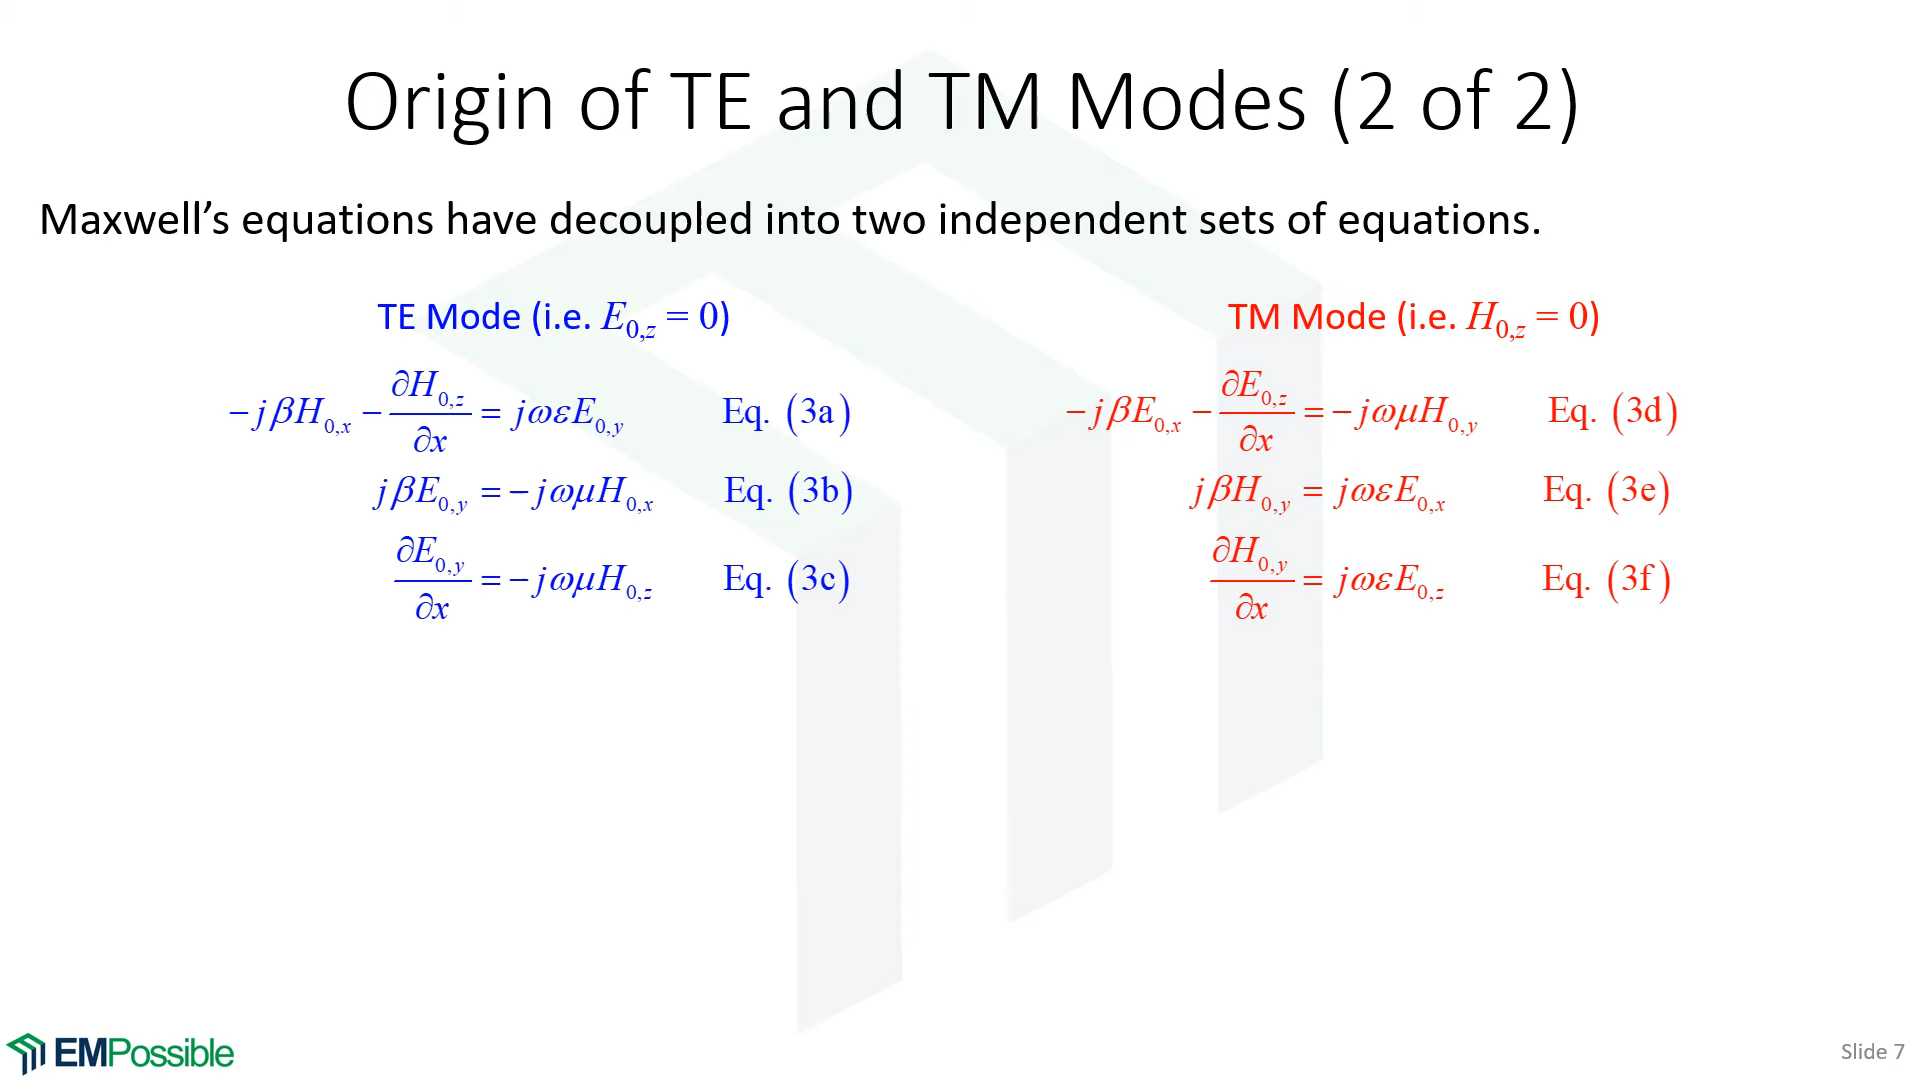 Origin of TE and TM Modes (2 of 2)
Maxwell’s equations have decoupled into two independent sets of equations.
TE Mode (i.e. E₀,z = 0)
−jβH₀,x − ∂H₀,z/∂x = jωεE₀,y Eq. (3a)
jβE₀,y = −jωμH₀,x Eq. (3b)
∂E₀,y/∂x = −jωμH₀,z Eq. (3c)
TM Mode (i.e. H₀,z = 0)
−jβE₀,x − ∂E₀,z/∂x = −jωμH₀,y Eq. (3d)
jβH₀,y = jωεE₀,x Eq. (3e)
∂H₀,y/∂x = jωεE₀,z Eq. (3f)
EMPossible
Slide 7